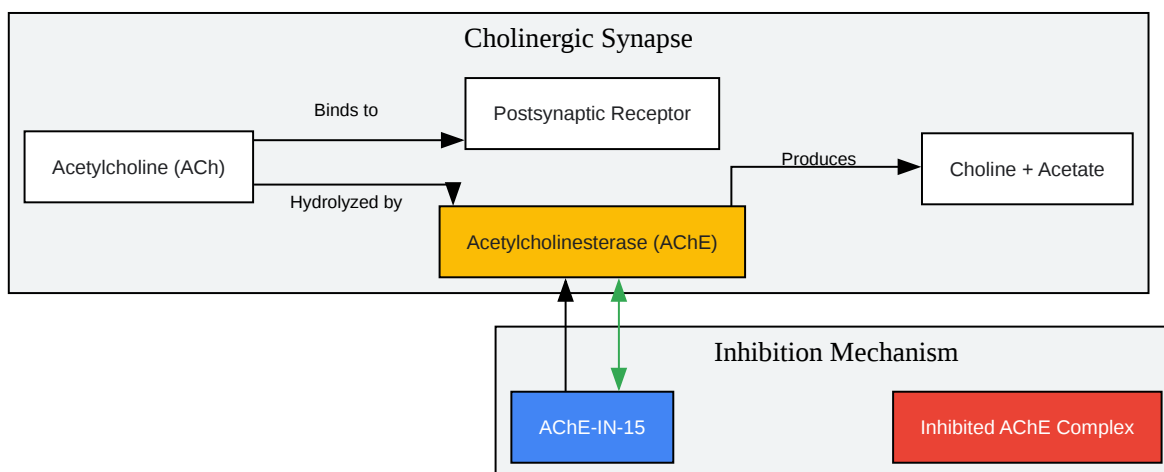 Cholinergic Synapse
Binds to
Postsynaptic Receptor
Acetylcholine (ACh)
Produces
Choline + Acetate
Hydrolyzed by
Acetylcholinesterase (AChE)
Inhibition Mechanism
AChE-IN-15
Inhibited AChE Complex